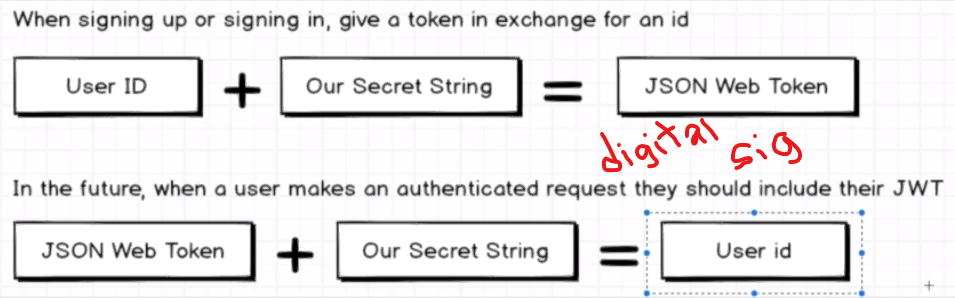 When signing up or signing in, give a token in exchange for an id
User ID + Our Secret String = JSON Web Token
digital sig
In the future, when a user makes an authenticated request they should include their JWT
JSON Web Token + Our Secret String = User id